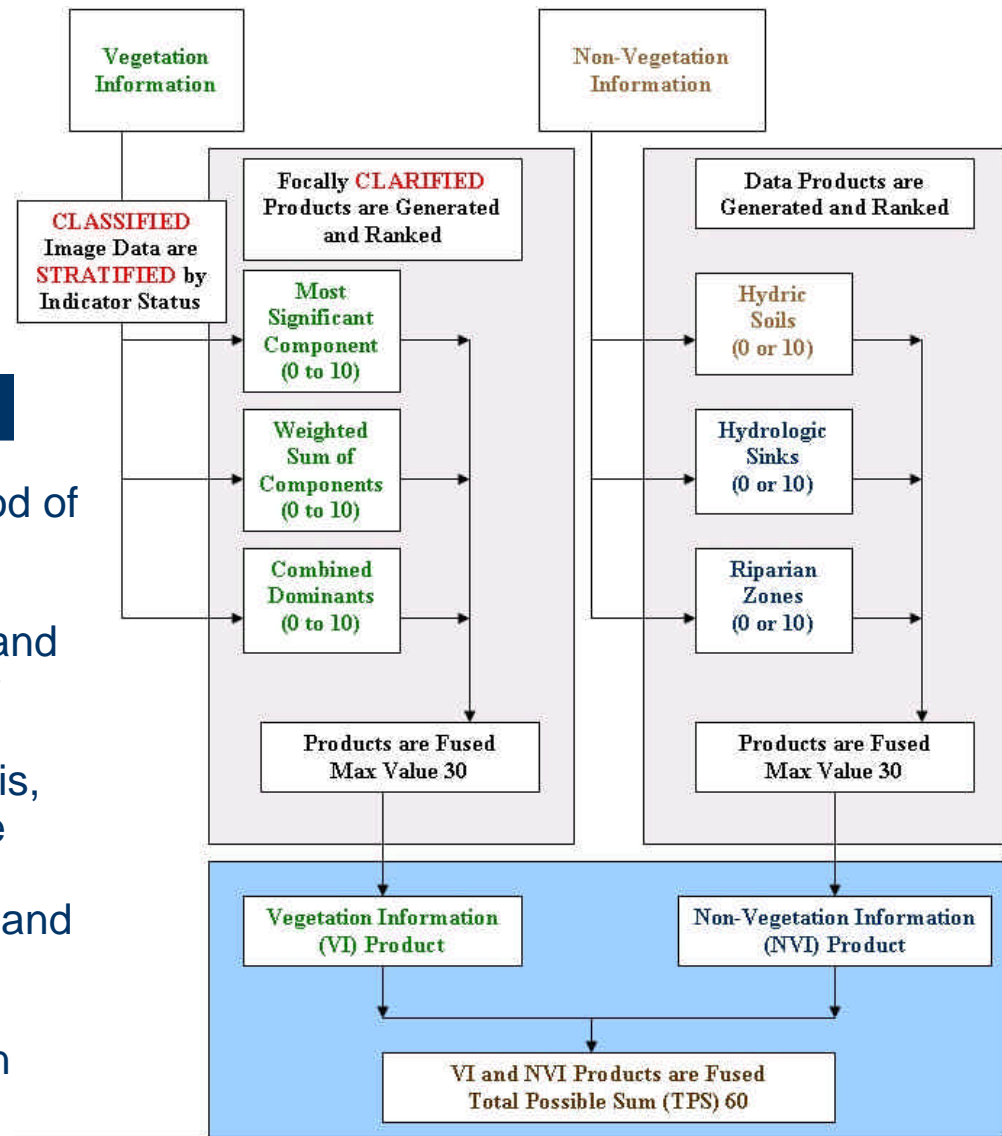 Vegetation
Information
Non-Vegetation
Information
CLASSIFIED
Image Data are
STRATIFIED by
Indicator Status
Focally CLARIFIED
Products are Generated
and Ranked
Most
Significant
Component
(0 to 10)
Weighted
Sum of
Components
(0 to 10)
Combined
Dominants
(0 to 10)
Products are Fused
Max Value 30
Data Products are
Generated and Ranked
Hydric
Soils
(0 or 10)
Hydrologic
Sinks
(0 or 10)
Riparian
Zones
(0 or 10)
Products are Fused
Max Value 30
Vegetation Information
(VI) Product
Non-Vegetation Information
(NVI) Product
VI and NVI Products are Fused
Total Possible Sum (TPS) 60
of
and
and